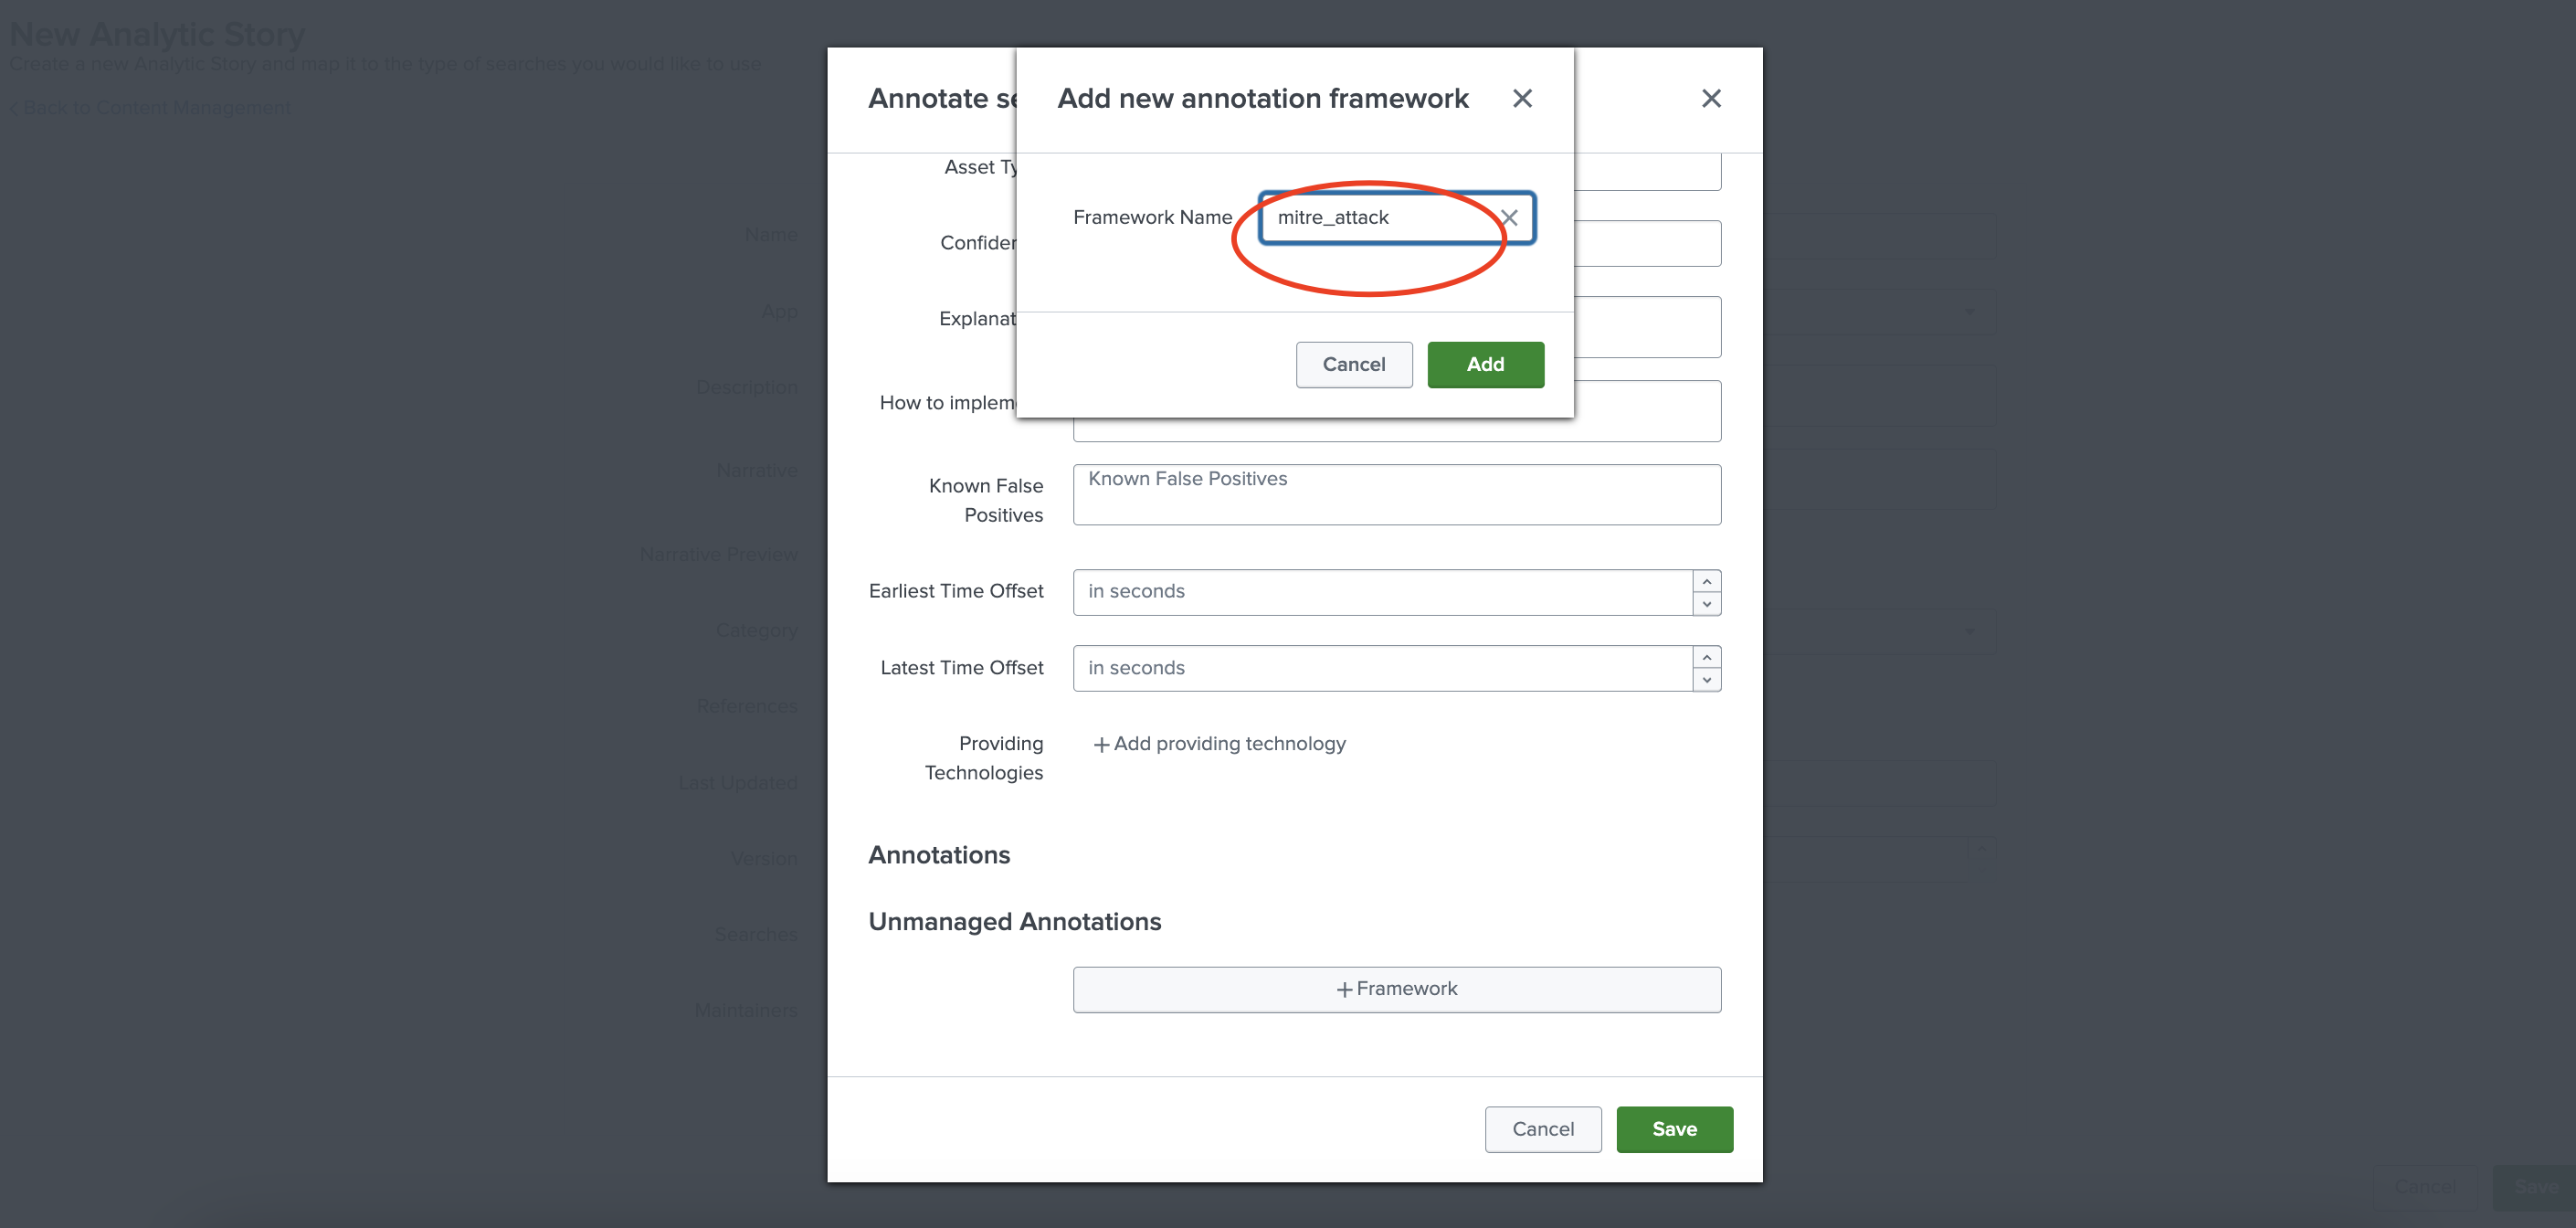 New Analytic Story
Create a new Analytic Story and map it to the type of searches you would like to use
Back to Content Management
Name
App
Description
Narrative
Narrative Preview
Category
References
Last Updated
Version
Searches
Maintainers
Cancel
Save
Annotate se
Asset Ty
Confiden
Explanat
How to implem
Known False
Positives
Known False Positives
Earliest Time Offset
in seconds
Latest Time Offset
in seconds
Providing
Technologies
Add providing technology
Annotations
Unmanaged Annotations
Framework
Cancel
Save
Add new annotation framework
Framework Name
mitre_attack
Cancel
Add